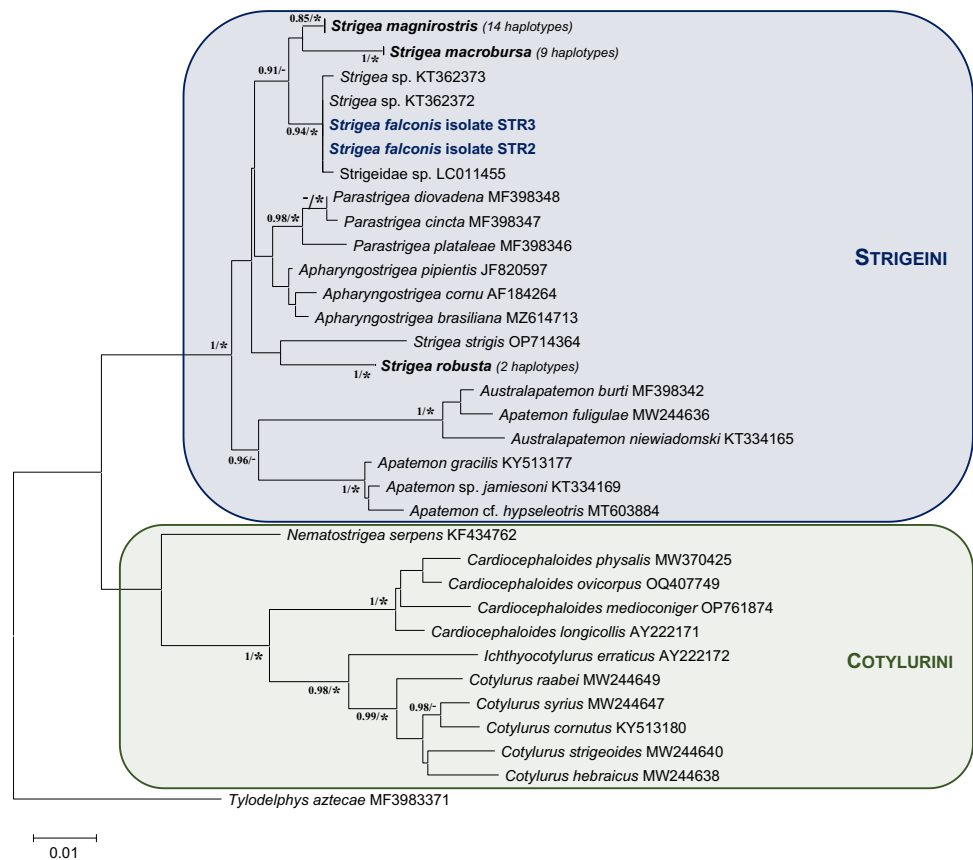 0.85/*
Strigea magnirostris (14 haplotypes)
1/*
Strigea macrobursa (9 haplotypes)
0.91/-
Strigea sp. KT362373
Strigea sp. KT362372
0.94/*
Strigea falconis isolate STR3
Strigea falconis isolate STR2
Strigeidae sp. LC011455
-/*
Parastrigea diovadena MF398348
0.98/*
Parastrigea cincta MF398347
Parastrigea plataleae MF398346
STRIGEINI
Apharyngostrigea pipientis JF820597
Apharyngostrigea cornu AF184264
Apharyngostrigea brasiliana MZ614713
1/*
Strigea strigis OP714364
1/*
Strigea robusta (2 haplotypes)
Australapatemon burti MF398342
1/*
Apatemon fuligulae MW244636
Australapatemon niewiadomski KT334165
0.96/-
Apatemon gracilis KY513177
1/*
Apatemon sp. jamiesoni KT334169
Apatemon cf. hypseleotris MT603884
Nematostrigea serpens KF434762
Cardiocephaloides physalis MW370425
Cardiocephaloides ovicorpus OQ407749
1/*
Cardiocephaloides medioconiger OP761874
Cardiocephaloides longicollis AY222171
1/*
Ichthyocotylurus erraticus AY222172
COTYLURINI
0.98/*
Cotylurus raabei MW244649
0.99/*
0.98/-
Cotylurus syrius MW244647
Cotylurus cornutus KY513180
Cotylurus strigeoides MW244640
Cotylurus hebraicus MW244638
Tylodelphys aztecae MF3983371
0.01